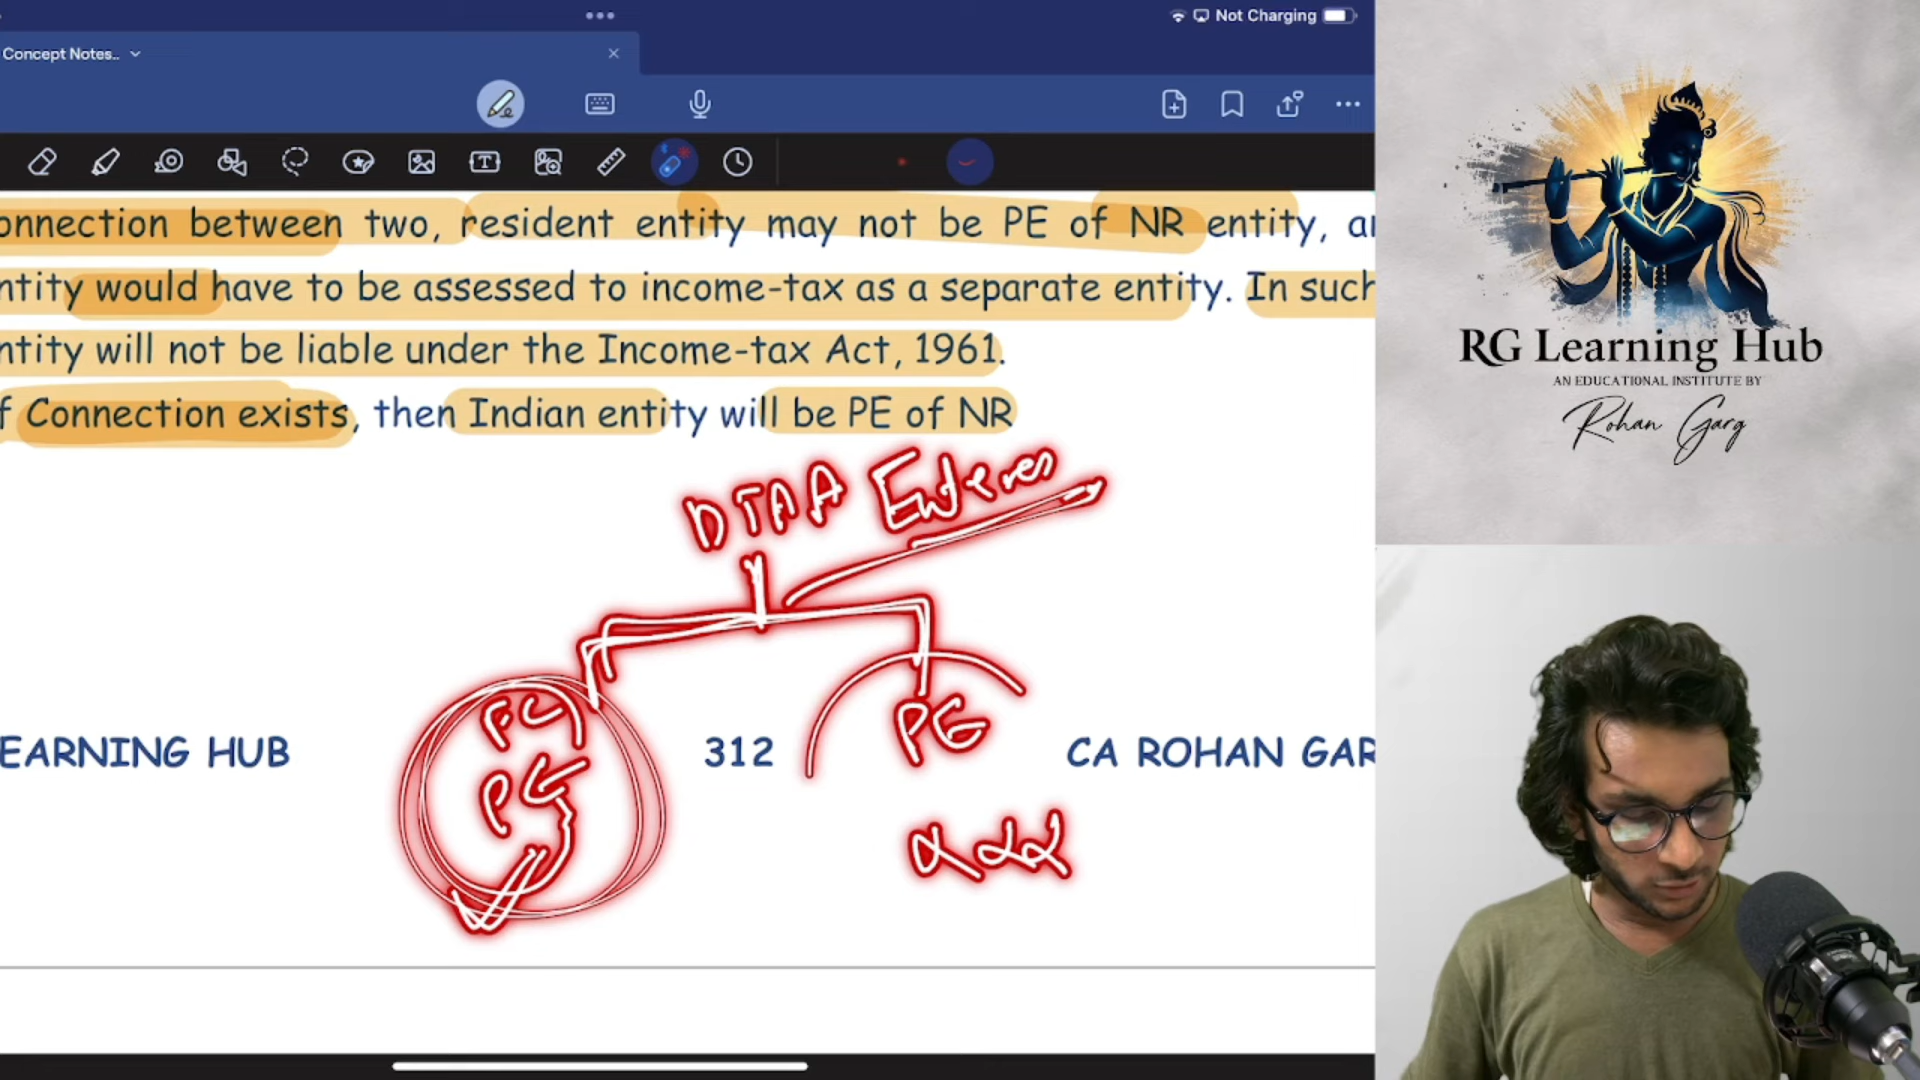 Not Charging
Concept Notes..
onnection between two, resident entity may not be PE of NR entity, ar
ntity would have to be assessed to income-tax as a separate entity. In such
ntity will not be liable under the Income-tax Act, 1961.
f Connection exists, then Indian entity will be PE of NR
DTAA
FC
PE
PE
EARNING HUB
312
CA ROHAN GAR
RG Learning Hub
AN EDUCATIONAL INSTITUTE BY
Rohan Garg